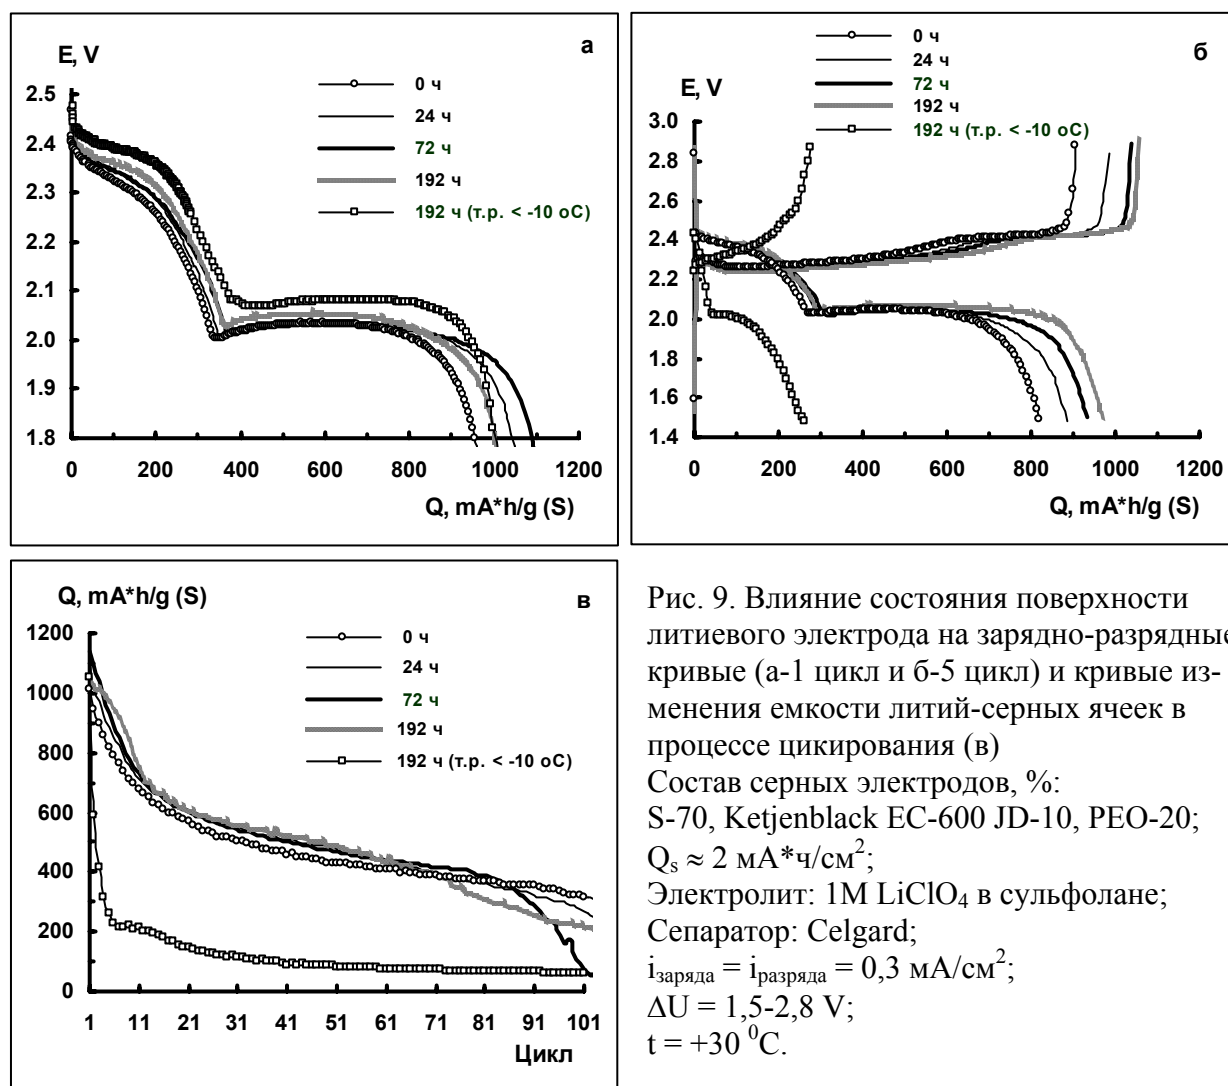 а
E, V
0 ч
24 ч
72 ч
192 ч
192 ч (т.р. < -10 оС)
2.5
2.4
2.3
2.2
2.1
2.0
1.9
1.8
0 200 400 600 800 1000 1200
Q, mA*h/g (S)
б
E, V
0 ч
24 ч
72 ч
192 ч
192 ч (т.р. < -10 оС)
3.0
2.8
2.6
2.4
2.2
2.0
1.8
1.6
1.4
0 200 400 600 800 1000 1200
Q, mA*h/g (S)
в
Q, mA*h/g (S)
0 ч
24 ч
72 ч
192 ч
192 ч (т.р. < -10 оС)
1200
1000
800
600
400
200
0
1 11 21 31 41 51 61 71 81 91 101
Цикл
Рис. 9. Влияние состояния поверхности
литиевого электрода на зарядно-разрядные
кривые (а-1 цикл и б-5 цикл) и кривые из-
менения емкости литий-серных ячеек в
процессе цикирования (в)
Состав серных электродов, %:
S-70, Ketjenblack EC-600 JD-10, PEO-20;
Qs ≈ 2 мА*ч/см²;
Электролит: 1М LiClO₄ в сульфолане;
Сепаратор: Celgard;
iзаряда = iразряда = 0,3 мА/см²;
ΔU = 1,5-2,8 V;
t = +30 ⁰C.